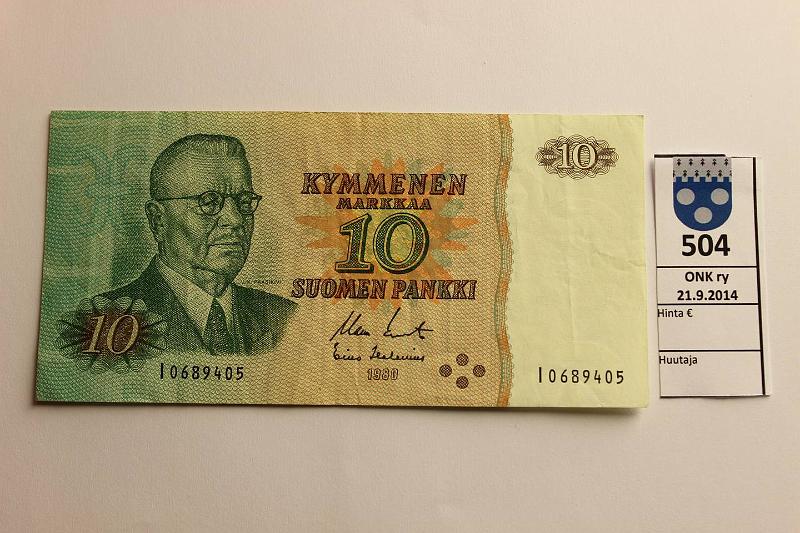 10
KYMMENEN
MARKKAA
10
SUOMEN PANKKI
10
1980
I0689405
I0689405
504
ONK ry
21.9.2014
Hinta €
Huutaja